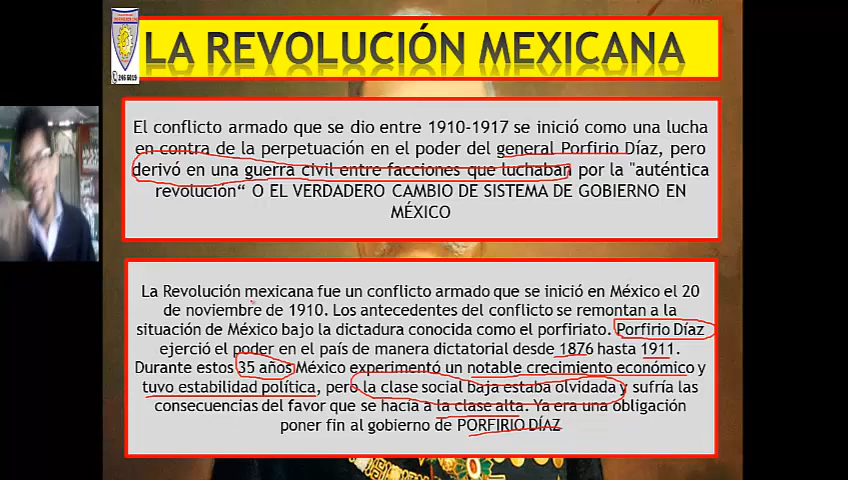 LA REVOLUCIÓN MEXICANA
El conflicto armado que se dio entre 1910-1917 se inició como una lucha
en contra de la perpetuación en el poder del general Porfirio Díaz, pero
derivó en una guerra civil entre facciones que luchaban por la "auténtica
revolución“ O EL VERDADERO CAMBIO DE SISTEMA DE GOBIERNO EN
MÉXICO
La Revolución mexicana fue un conflicto armado que se inició en México el 20
de noviembre de 1910. Los antecedentes del conflicto se remontan a la
situación de México bajo la dictadura conocida como el porfiriato. Porfirio Díaz
ejerció el poder en el país de manera dictatorial desde 1876 hasta 1911.
Durante estos 35 años México experimentó un notable crecimiento económico y
tuvo estabilidad política, pero la clase social baja estaba olvidada y sufría las
consecuencias del favor que se hacía a la clase alta. Ya era una obligación
poner fin al gobierno de PORFIRIO DÍAZ